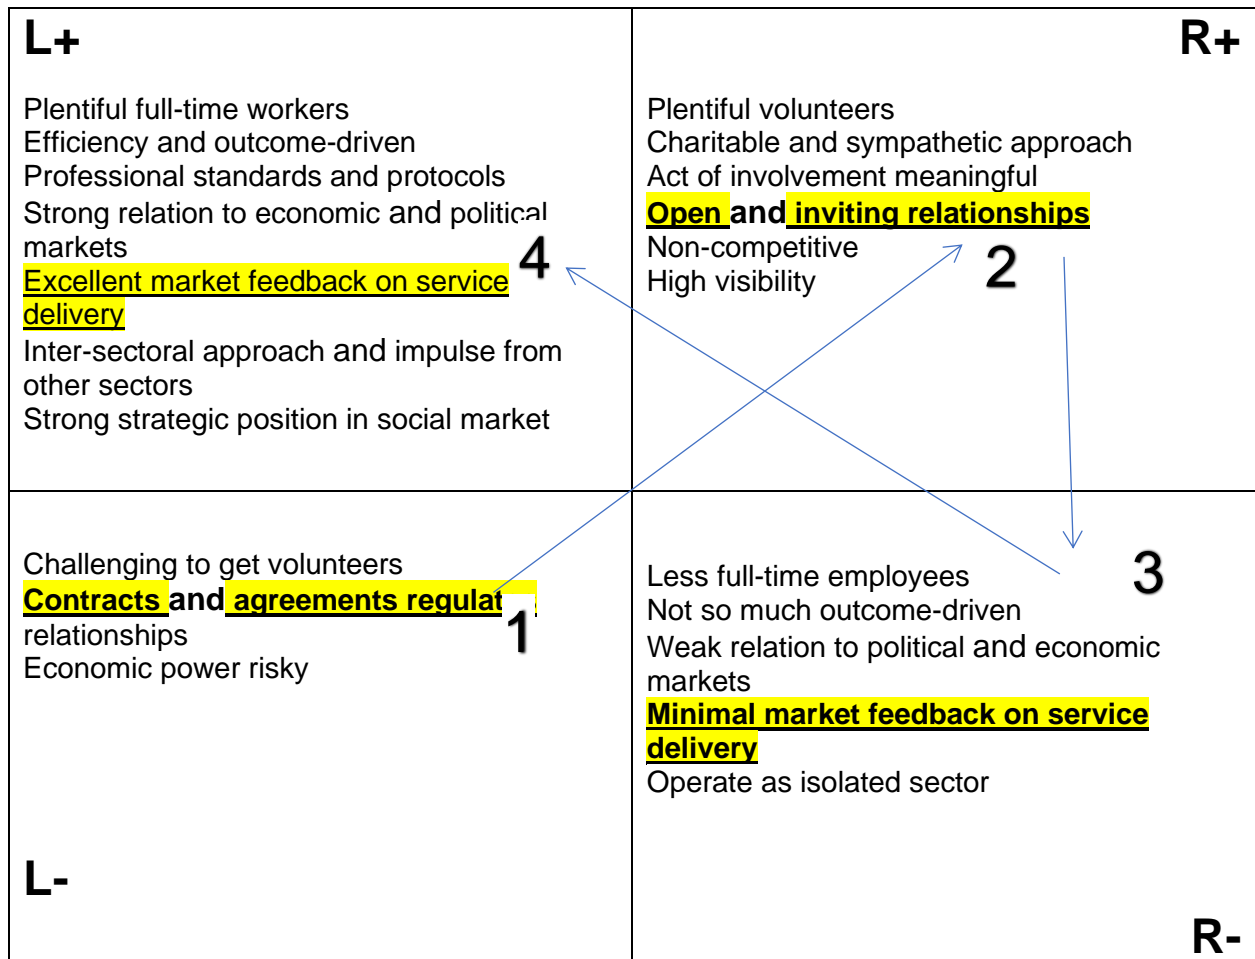 L+
Plentiful full-time workers
Efficiency and outcome-driven
Professional standards and protocols
Strong relation to economic and political
markets
Excellent market feedback on service
delivery
Inter-sectoral approach and impulse from
other sectors
Strong strategic position in social market
4
R+
Plentiful volunteers
Charitable and sympathetic approach
Act of involvement meaningful
Open and inviting relationships
Non-competitive
High visibility
2
Challenging to get volunteers
Contracts and agreements
relationships
Economic power risky
1
L-
3
Less full-time employees
Not so much outcome-driven
Weak relation to political and economic
markets
Minimal market feedback on service
delivery
Operate as isolated sector
R-